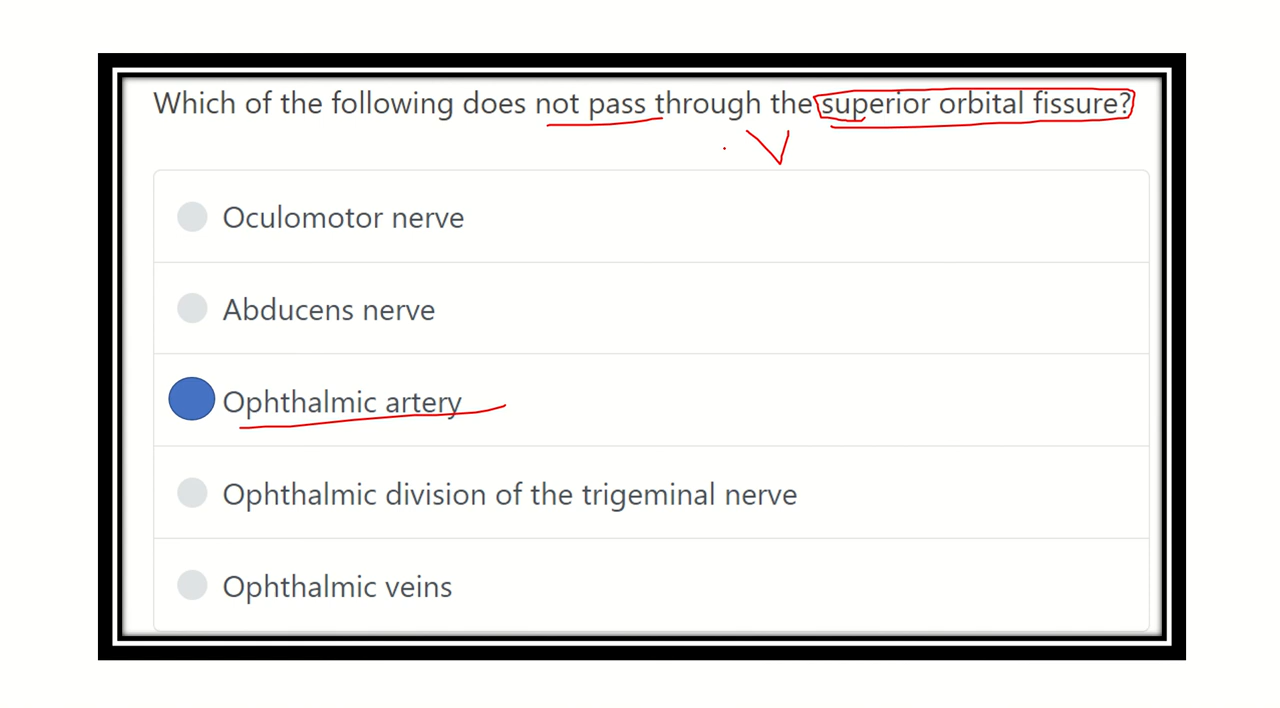 Which of the following does not pass through the superior orbital fissure?
Oculomotor nerve
Abducens nerve
Ophthalmic artery
Ophthalmic division of the trigeminal nerve
Ophthalmic veins